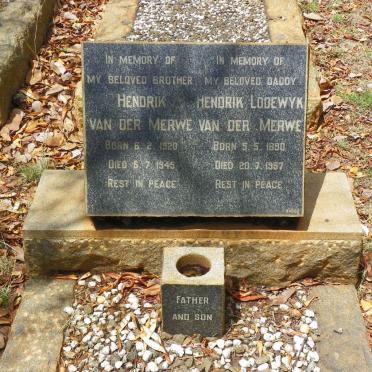 IN MEMORY OF
MY BELOVED BROTHER
HENDRIK
VAN DER MERWE
BORN 6.2.1920
DIED 6.7.1945
REST IN PEACE
IN MEMORY OF
MY BELOVED DADDY
HENDRIK LODEWYK
VAN DER MERWE
BORN 5.5.1890
DIED 20.7.1957
REST IN PEACE
FATHER
AND SON